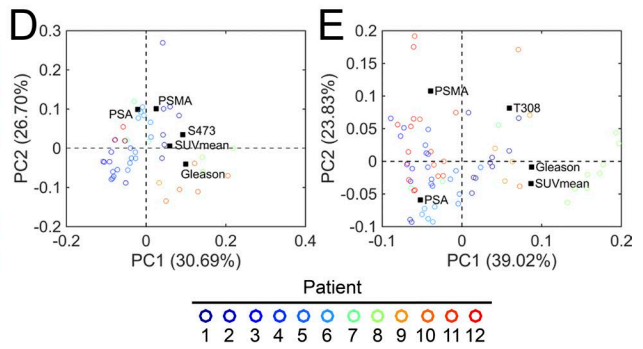 D
0.3
0.2
0.1
0
-0.1
-0.2
-0.2
0
0.2
0.4
PC2 (26.70%)
PC1 (30.69%)
PSA
PSMA
S473
SUVmean
Gleason
E
0.2
0.15
0.1
0.05
0
-0.05
-0.1
-0.1
0
0.1
0.2
PC2 (23.83%)
PC1 (39.02%)
PSMA
T308
Gleason
SUVmean
PSA
Patient
1 2 3 4 5 6 7 8 9 10 11 12